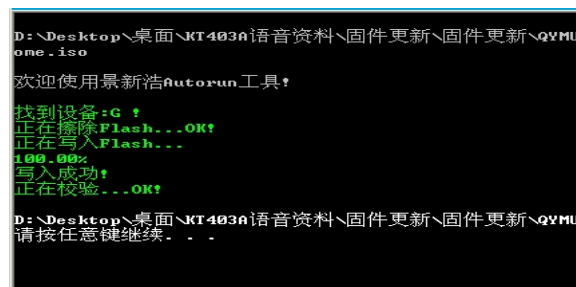 D:\Desktop\桌面\KT403A语音资料\固件更新\固件更新\QYMU
ome.iso
欢迎使用景新浩Autorun工具!
找到设备:G !
正在擦除Flash...OK!
正在写入Flash...
100.00%
写入成功!
正在校验...OK!
D:\Desktop\桌面\KT403A语音资料\固件更新\固件更新\QYMU
请按任意键继续. . .